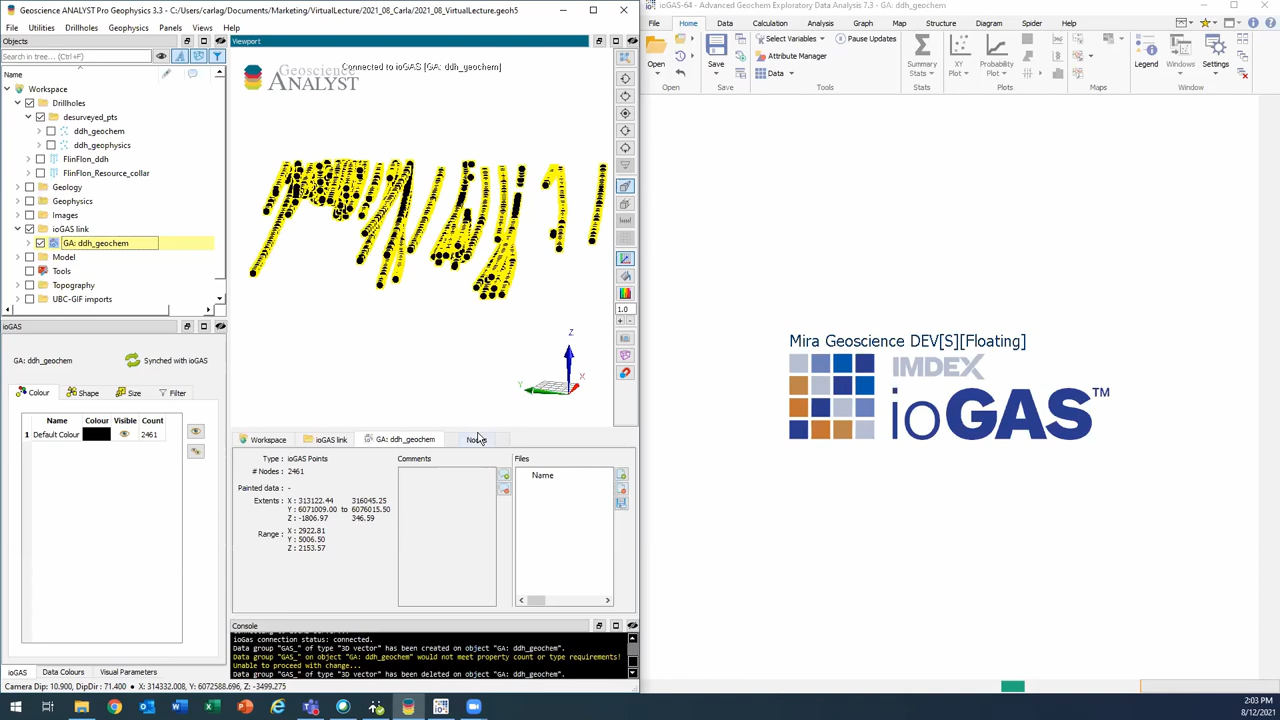 Geoscience ANALYST Pro Geophysics 3.3 - C:/Users/carlag/Documents/Marketing/VirtualLecture/2021_08_Carla/2021_08_VirtualLecture.geoh5
File Utilities Drillholes Geophysics Panels Views Help
Objects
Search in tree... (Ctrl+F)
Name
Workspace
Drillholes
desurveyed_pts
ddh_geochem
ddh_geophysics
FlinFlon_ddh
FlinFlon_Resource_collar
Geology
Geophysics
Images
ioGAS link
GA: ddh_geochem
Model
Tools
Topography
UBC-GIF imports
ioGAS
GA: ddh_geochem Synched with ioGAS
Colour Shape Size Filter
Name Colour Visible Count
1 Default Colour 2461
ioGAS Data Colours Visual Parameters
Camera Dip: 10.900, DipDir : 71.400 X: 314332.008, Y: 6072588.696, Z: -3499.275
Viewport
Connected to ioGAS [GA: ddh_geochem]
Geoscience
ANALYST
Z
Y
X
1.0
Workspace ioGAS link GA: ddh_geochem Nodes
Type : ioGAS Points
# Nodes : 2461
Painted data : -
Extents : X : 313122.44 316045.25
Y : 6071009.00 to 6076015.50
Z : -1806.97 346.59
Range : X : 2922.81
Y : 5006.50
Z : 2153.57
Comments
Files
Name
Console
ioGas connection status: connected.
Data group "GAS_" of type "3D vector" has been created on object "GA: ddh_geochem".
Data group "GAS_" on object "GA: ddh_geochem" would not meet property count or type requirements!
Unable to proceed with change...
Data group "GAS_" of type "3D vector" has been deleted on object "GA: ddh_geochem".
ioGAS-64 - Advanced Geochem Exploratory Data Analysis 7.3 - GA: ddh_geochem
File Home Data Calculation Analysis Graph Map Structure Diagram Spider
Open
Save
Select Variables
Attribute Manager
Data
Pause Updates
Summary Stats
XY Plot
Probability Plot
Legend
Windows
Settings
Open Save Tools Stats Plots Maps Window
Mira Geoscience DEV[S][Floating]
IMDEX
ioGAS™
2:03 PM
8/12/2021